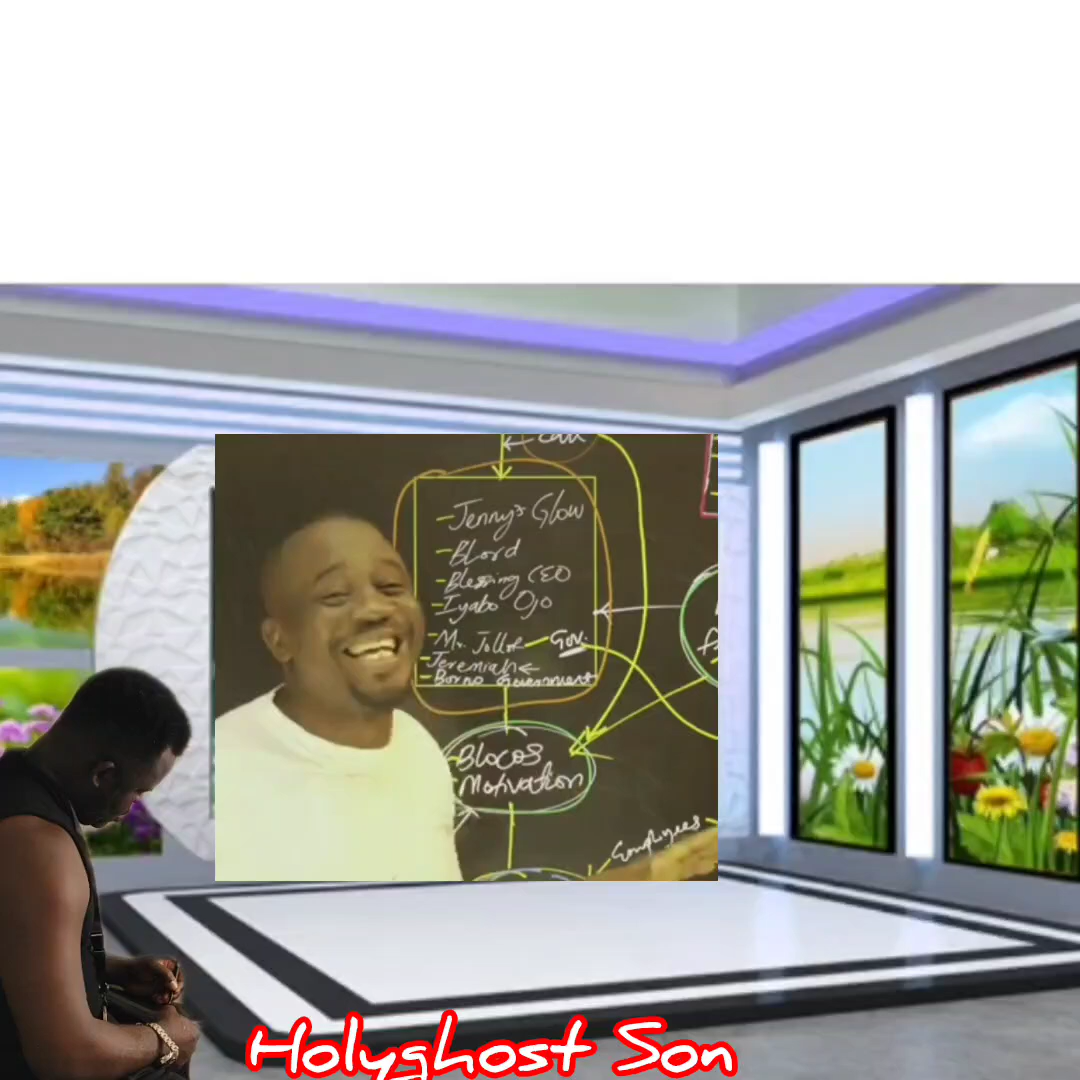 - Jenny's Glow
- Blord
- Blessing CEO
- Iyabo Ojo
- Mr. Jollof - Gov.
- Jeremiah
- Borno Government
Blocos
Motivation
Employees
Holyghost Son